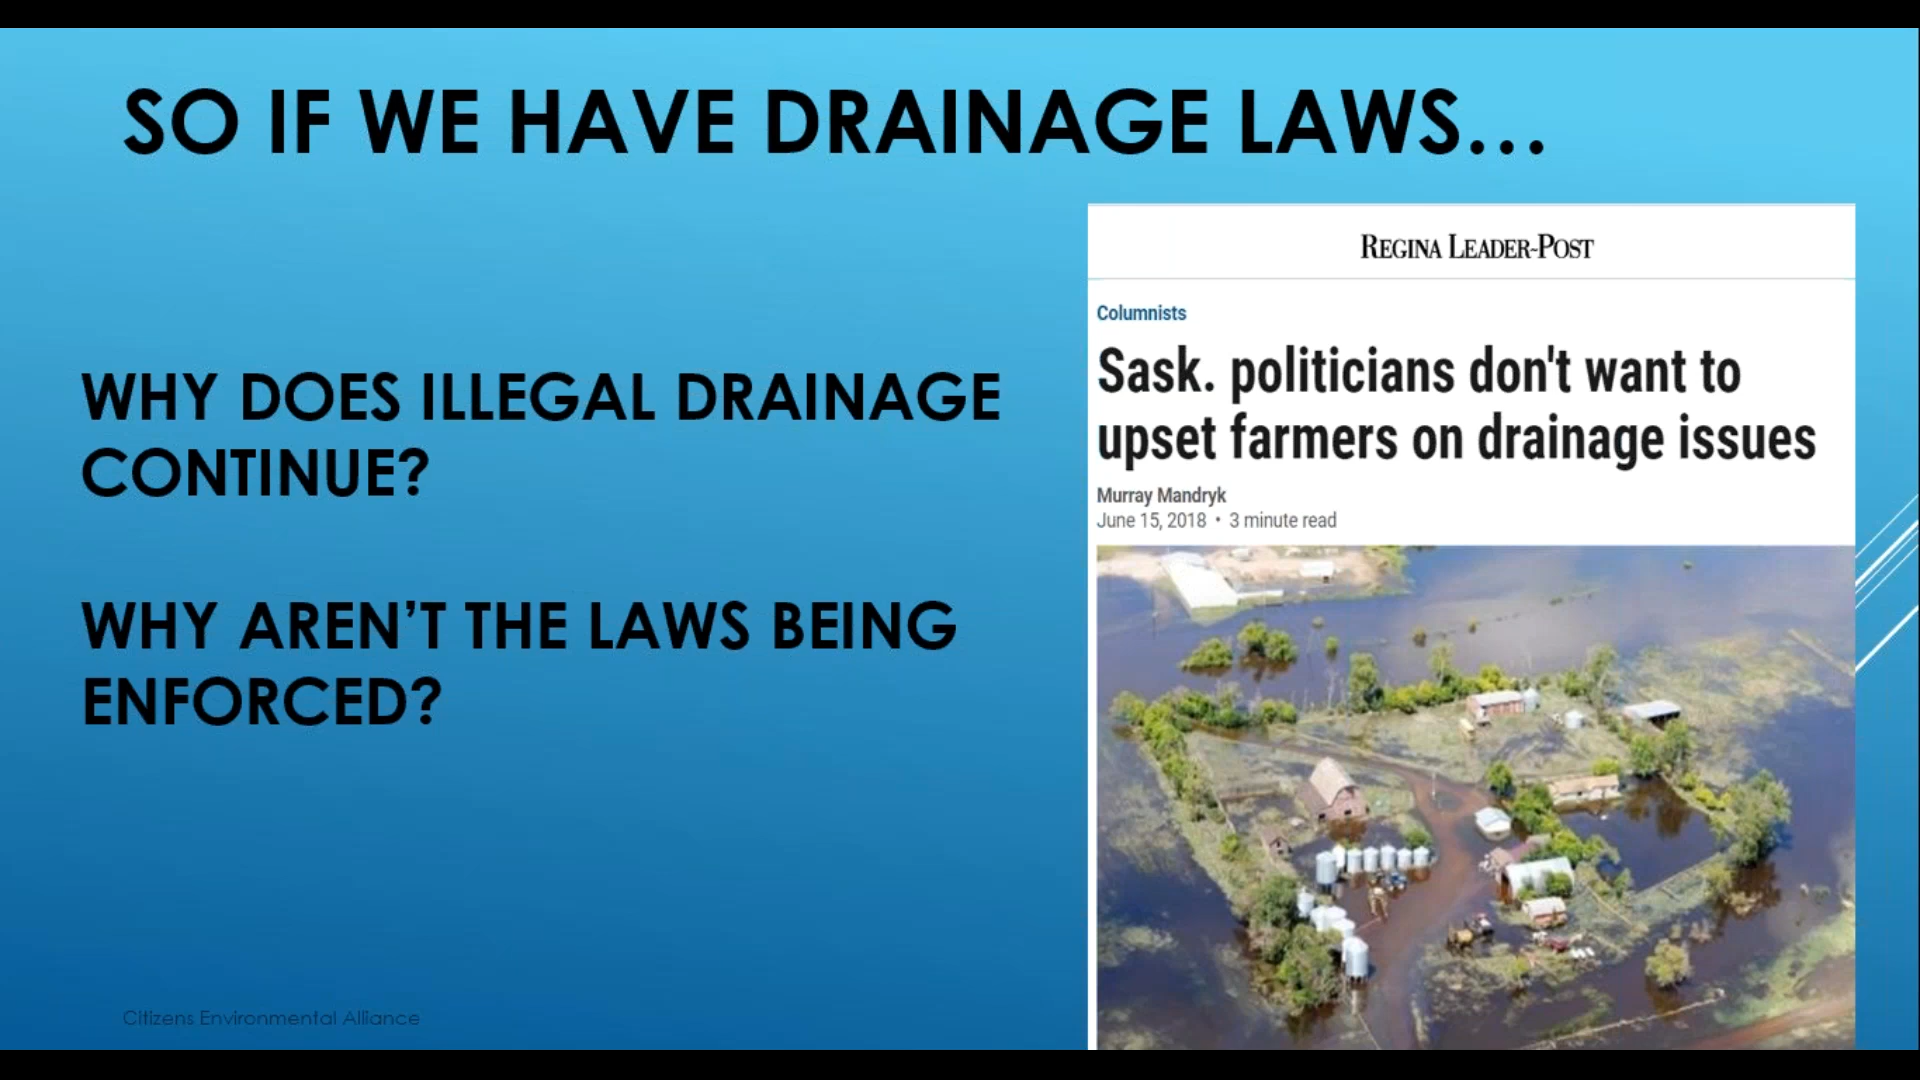 SO IF WE HAVE DRAINAGE LAWS...
WHY DOES ILLEGAL DRAINAGE
CONTINUE?
WHY AREN'T THE LAWS BEING
ENFORCED?
REGINA LEADER-POST
Columnists
Sask. politicians don't want to
upset farmers on drainage issues
Murray Mandryk
June 15, 2018 • 3 minute read
Citizens Environmental Alliance